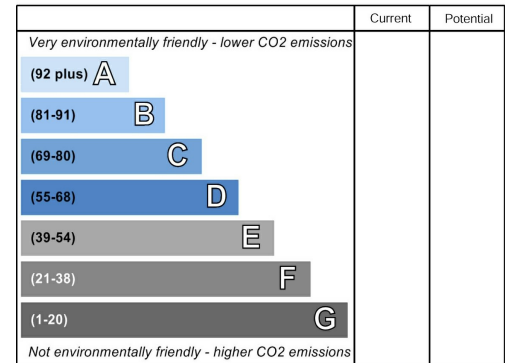 Current Potential
Very environmentally friendly - lower CO2 emissions
(92 plus) A
(81-91) B
(69-80) C
(55-68) D
(39-54) E
(21-38) F
(1-20) G
Not environmentally friendly - higher CO2 emissions